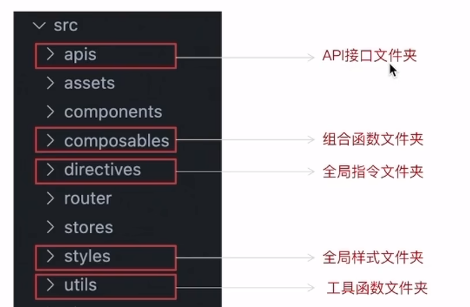 src
apis
API接口文件夹
assets
components
composables
组合函数文件夹
directives
全局指令文件夹
router
stores
styles
全局样式文件夹
utils
工具函数文件夹